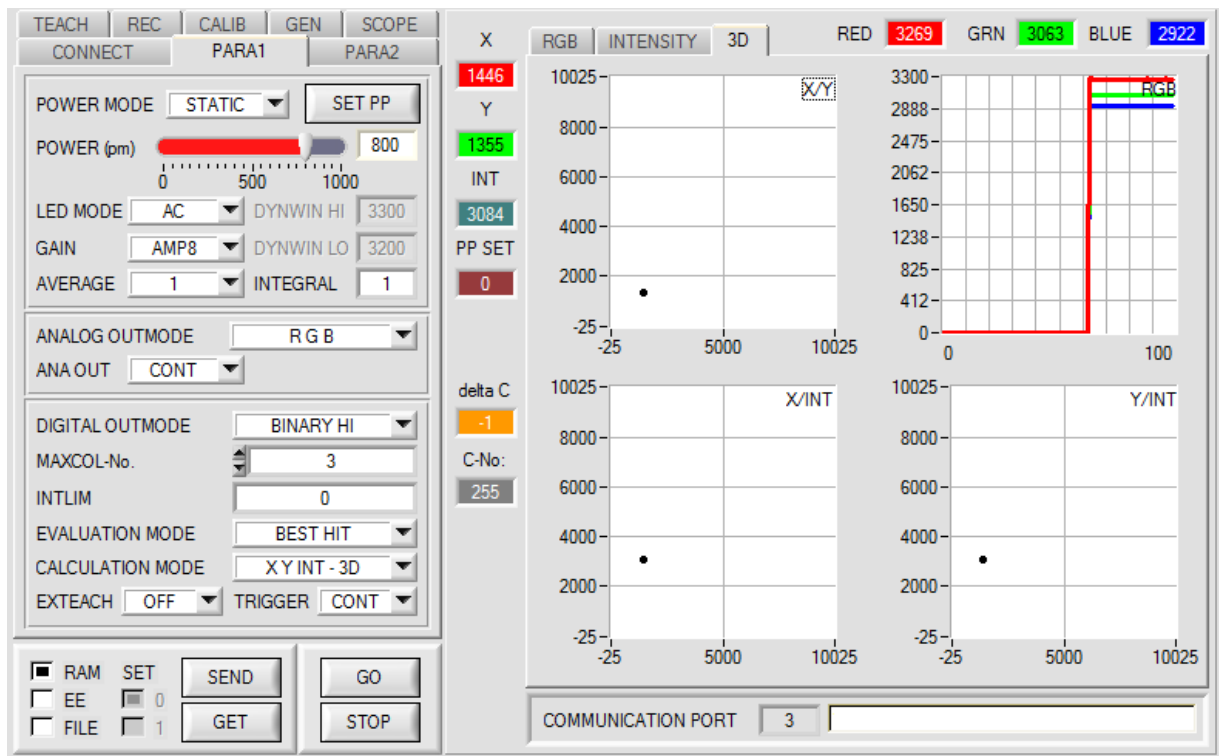 TEACH REC CALIB GEN SCOPE
CONNECT PARA1 PARA2
POWER MODE STATIC SET PP
POWER (pm) 800
0 500 1000
LED MODE AC DYNWIN HI 3300
GAIN AMP8 DYNWIN LO 3200
AVERAGE 1 INTEGRAL 1
ANALOG OUTMODE R G B
ANA OUT CONT
DIGITAL OUTMODE BINARY HI
MAXCOL-No. 3
INTLIM 0
EVALUATION MODE BEST HIT
CALCULATION MODE X Y INT - 3D
EXTEACH OFF TRIGGER CONT
RAM SET SEND GO
EE 0
FILE 1 GET STOP
X
1446
Y
1355
INT
3084
PP SET
0
delta C
-1
C-No:
255
RGB INTENSITY 3D RED 3269 GRN 3063 BLUE 2922
X/Y
10025
8000
6000
4000
2000
-25
-25 5000 10025
RGB
3300
2888
2475
2062
1650
1238
825
412
0
0 100
X/INT
10025
8000
6000
4000
2000
-25
-25 5000 10025
Y/INT
10025
8000
6000
4000
2000
-25
-25 5000 10025
COMMUNICATION PORT 3